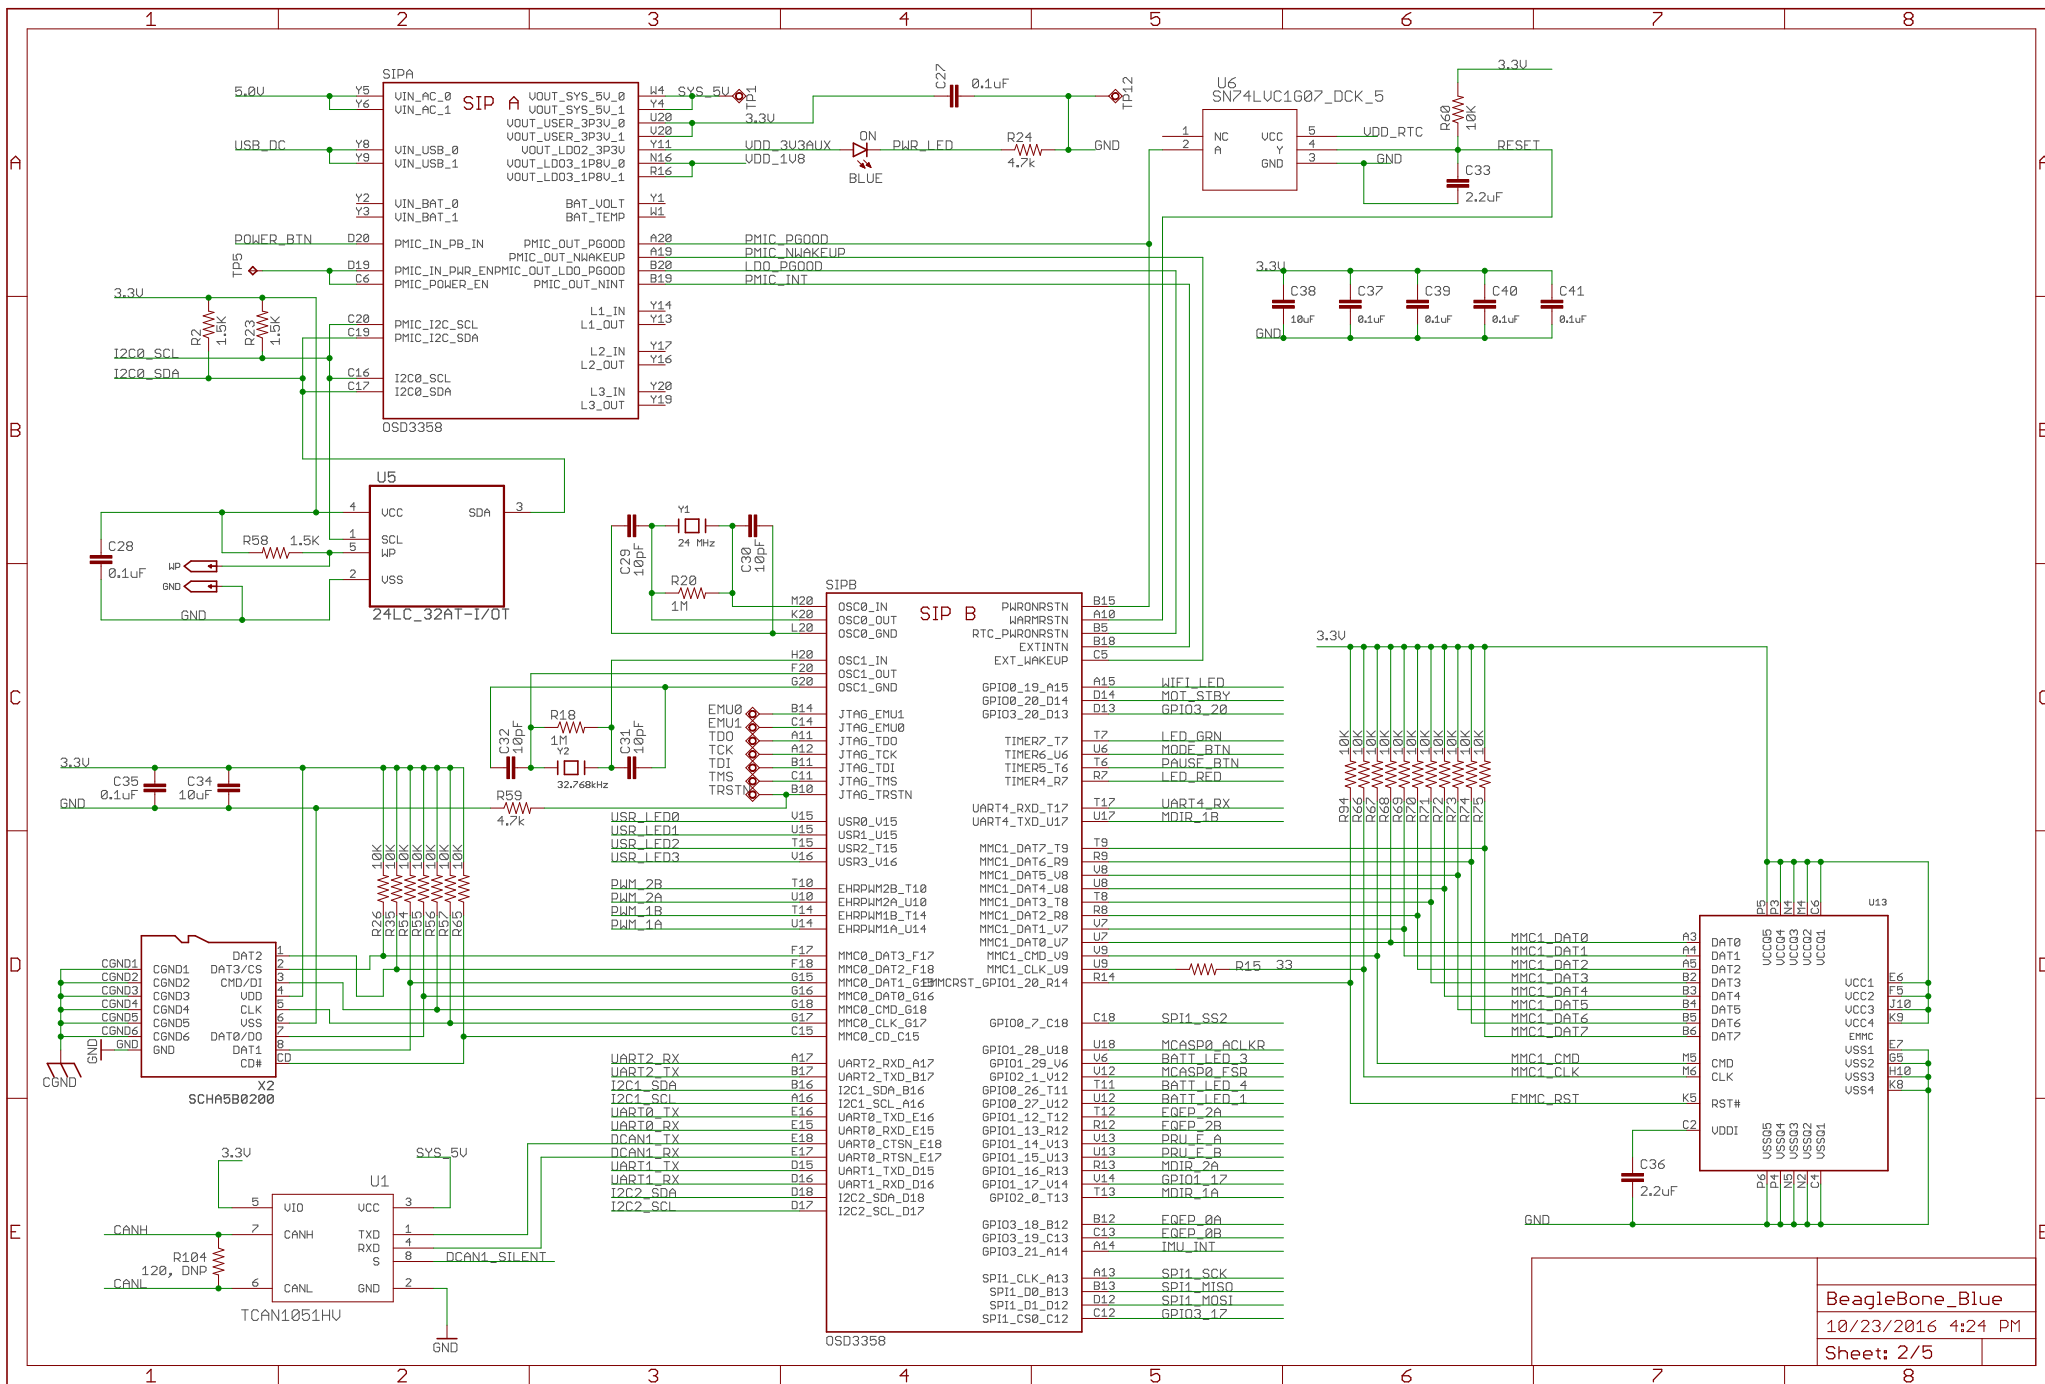 1 2 3 4 5 6 7 8
A
B
C
D
E
SIPA
SIP A
5.0V
Y5 VIN_AC_0
Y6 VIN_AC_1
USB_DC
Y8 VIN_USB_0
Y9 VIN_USB_1
Y2 VIN_BAT_0
Y3 VIN_BAT_1
POWER_BTN D20 PMIC_IN_PB_IN
TP5 D19 PMIC_IN_PWR_EN
C6 PMIC_POWER_EN
C20 PMIC_I2C_SCL
C19 PMIC_I2C_SDA
C16 I2C0_SCL
C17 I2C0_SDA
VOUT_SYS_5V_0 W4 SYS_5V TP1
VOUT_SYS_5V_1 Y4
VOUT_USER_3P3V_0 U20 3.3V
VOUT_USER_3P3V_1 V20
VOUT_LDO2_3P3V Y11 VDD_3V3AUX
VOUT_LDO3_1P8V_0 N16 VDD_1V8
VOUT_LDO3_1P8V_1 R16
BAT_VOLT Y1
BAT_TEMP W1
PMIC_OUT_PGOOD A20 PMIC_PGOOD
PMIC_OUT_NWAKEUP A19 PMIC_NWAKEUP
PMIC_OUT_LDO_PGOOD B20 LDO_PGOOD
PMIC_OUT_NINT B19 PMIC_INT
L1_IN Y14
L1_OUT Y13
L2_IN Y17
L2_OUT Y16
L3_IN Y20
L3_OUT Y19
OSD3358
C27 0.1uF
TP12
ON
BLUE
PWR_LED
R24
4.7k
GND
U6
SN74LVC1G07_DCK_5
1 NC VCC 5 VDD_RTC
2 A Y 4 RESET
GND 3 GND
3.3V
R60 10K
C33
2.2uF
3.3V
C38 C37 C39 C40 C41
10uF 0.1uF 0.1uF 0.1uF 0.1uF
GND
3.3V
R2 1.5K
R23 1.5K
I2C0_SCL
I2C0_SDA
U5
4 VCC SDA 3
1 SCL
5 WP
2 VSS
24LC_32AT-I/OT
C28
0.1uF
R58 1.5K
WP
GND
GND
C29 10pF
Y1
24 MHz
C30 10pF
R20
1M
C32 10pF
R18
1M
Y2
32.768kHz
C31 10pF
SIPB
SIP B
M20 OSC0_IN
K20 OSC0_OUT
L20 OSC0_GND
H20 OSC1_IN
F20 OSC1_OUT
G20 OSC1_GND
EMU0 B14 JTAG_EMU1
EMU1 C14 JTAG_EMU0
TDO A11 JTAG_TDO
TCK A12 JTAG_TCK
TDI B11 JTAG_TDI
TMS C11 JTAG_TMS
TRSTN B10 JTAG_TRSTN
USR_LED0 V15 USR0_V15
USR_LED1 U15 USR1_U15
USR_LED2 T15 USR2_T15
USR_LED3 V16 USR3_V16
PWM_2B T10 EHRPWM2B_T10
PWM_2A U10 EHRPWM2A_U10
PWM_1B T14 EHRPWM1B_T14
PWM_1A U14 EHRPWM1A_U14
F17 MMC0_DAT3_F17
F18 MMC0_DAT2_F18
G15 MMC0_DAT1_G15
G16 MMC0_DAT0_G16
G18 MMC0_CMD_G18
G17 MMC0_CLK_G17
C15 MMC0_CD_C15
UART2_RX A17 UART2_RXD_A17
UART2_TX B17 UART2_TXD_B17
I2C1_SDA B16 I2C1_SDA_B16
I2C1_SCL A16 I2C1_SCL_A16
UART0_TX E16 UART0_TXD_E16
UART0_RX E15 UART0_RXD_E15
DCAN1_TX E18 UART0_CTSN_E18
DCAN1_RX E17 UART0_RTSN_E17
UART1_TX D15 UART1_TXD_D15
UART1_RX D16 UART1_RXD_D16
I2C2_SDA D18 I2C2_SDA_D18
I2C2_SCL D17 I2C2_SCL_D17
PWRONRSTN B15
WARMRSTN A10
RTC_PWRONRSTN B5
EXTINTN B18
EXT_WAKEUP C5
GPIO0_19_A15 A15 WIFI_LED
GPIO0_20_D14 D14 MOT_STBY
GPIO3_20_D13 D13 GPIO3_20
TIMER7_T7 T7 LED_GRN
TIMER6_U6 U6 MODE_BTN
TIMER5_T6 T6 PAUSE_BTN
TIMER4_R7 R7 LED_RED
UART4_RXD_T17 T17 UART4_RX
UART4_TXD_U17 U17 MDIR_1B
MMC1_DAT7_T9 T9
MMC1_DAT6_R9 R9
MMC1_DAT5_V8 V8
MMC1_DAT4_U8 U8
MMC1_DAT3_T8 T8
MMC1_DAT2_R8 R8
MMC1_DAT1_V7 V7
MMC1_DAT0_U7 U7
MMC1_CMD_V9 V9
MMC1_CLK_U9 U9 R15 33
EMMCRST_GPIO1_20_R14 R14
GPIO0_7_C18 C18 SPI1_SS2
GPIO1_28_U18 U18 MCASP0_ACLKR
GPIO1_29_V6 V6 BATT_LED_3
GPIO2_1_V12 V12 MCASP0_FSR
GPIO0_26_T11 T11 BATT_LED_4
GPIO0_27_U12 U12 BATT_LED_1
GPIO1_12_T12 T12 EQEP_2A
GPIO1_13_R12 R12 EQEP_2B
GPIO1_14_V13 V13 PRU_E_A
GPIO1_15_U13 U13 PRU_E_B
GPIO1_16_R13 R13 MDIR_2A
GPIO1_17_V14 V14 GPIO1_17
GPIO2_0_T13 T13 MDIR_1A
GPIO3_18_B12 B12 EQEP_0A
GPIO3_19_C13 C13 EQEP_0B
GPIO3_21_A14 A14 IMU_INT
SPI1_CLK_A13 A13 SPI1_SCK
SPI1_D0_B13 B13 SPI1_MISO
SPI1_D1_D12 D12 SPI1_MOSI
SPI1_CS0_C12 C12 GPIO3_17
OSD3358
3.3V
C35 0.1uF
C34 10uF
GND
R59
4.7k
10K 10K 10K 10K 10K 10K 10K
R26 R35 R54 R55 R56 R57 R65
CGND1 CGND1 DAT2 1
CGND2 CGND2 DAT3/CS 2
CGND3 CGND3 CMD/DI 3
CGND4 CGND4 VDD 4
CGND5 CGND5 CLK 5
CGND6 CGND6 VSS 6
GND GND DAT0/DO 7
DAT1 8
CD# CD
GND
CGND
X2
SCHA5B0200
3.3V
SYS_5V
U1
5 VIO VCC 3
CANH 7 CANH TXD 1
RXD 4
S 8 DCAN1_SILENT
CANL 6 CANL GND 2
R104
120, DNP
TCAN1051HV
GND
3.3V
10K 10K 10K 10K 10K 10K 10K 10K 10K 10K 10K
R94 R66 R67 R68 R69 R70 R71 R72 R73 R74 R75
U13
P5 P3 N4 M4 C6
VCCQ5 VCCQ4 VCCQ3 VCCQ2 VCCQ1
MMC1_DAT0 A3 DAT0
MMC1_DAT1 A4 DAT1
MMC1_DAT2 A5 DAT2
MMC1_DAT3 B2 DAT3
MMC1_DAT4 B3 DAT4
MMC1_DAT5 B4 DAT5
MMC1_DAT6 B5 DAT6
MMC1_DAT7 B6 DAT7
MMC1_CMD M5 CMD
MMC1_CLK M6 CLK
EMMC_RST K5 RST#
C2 VDDI
VCC1 E6
VCC2 F5
VCC3 J10
VCC4 K9
EMMC
VSS1 E7
VSS2 G5
VSS3 H10
VSS4 K8
VSSQ5 VSSQ4 VSSQ3 VSSQ2 VSSQ1
P6 P4 N5 N2 C4
C36
2.2uF
GND
BeagleBone_Blue
10/23/2016 4:24 PM
Sheet: 2/5
1 2 3 4 5 6 7 8